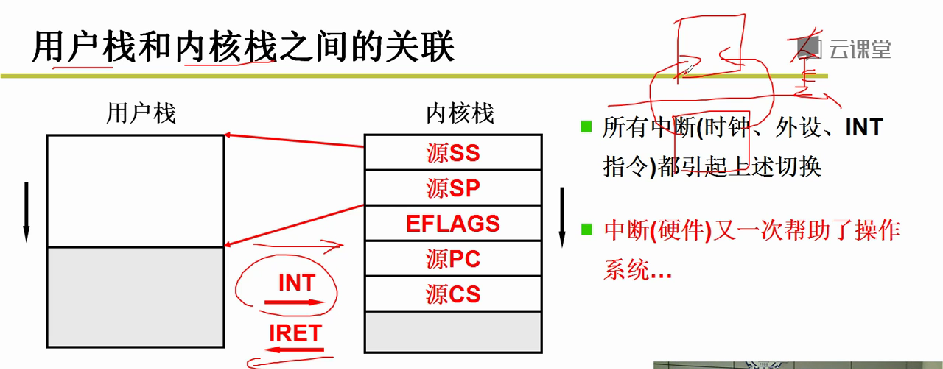 用户栈和内核栈之间的关联
云课堂
用户栈
内核栈
源SS
源SP
EFLAGS
源PC
源CS
INT
IRET
所有中断(时钟、外设、INT
指令)都引起上述切换
中断(硬件)又一次帮助了操作
系统...